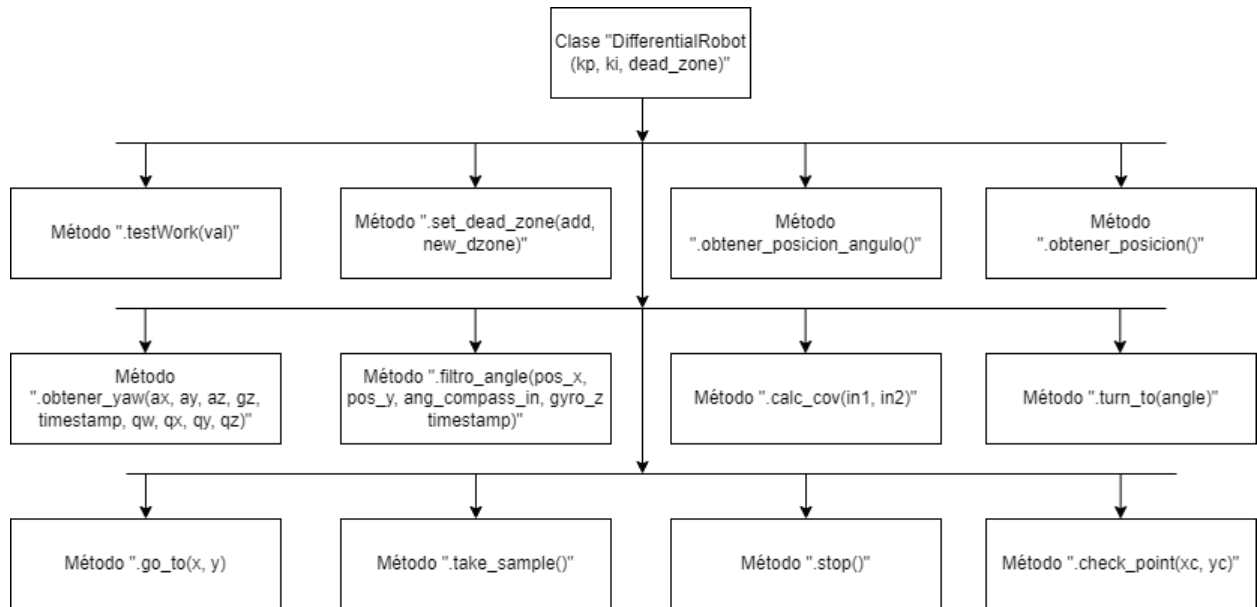 Clase "DifferentialRobot
(kp, ki, dead_zone)"
Método ".testWork(val)"
Método ".set_dead_zone(add,
new_dzone)"
Método
".obtener_posicion_angulo()"
Método
".obtener_posicion()"
Método
".obtener_yaw(ax, ay, az, gz,
timestamp, qw, qx, qy, qz)"
Método ".filtro_angle(pos_x,
pos_y, ang_compass_in, gyro_z
timestamp)"
Método ".calc_cov(in1, in2)"
Método ".turn_to(angle)"
Método ".go_to(x, y)
Método ".take_sample()"
Método ".stop()"
Método ".check_point(xc, yc)"